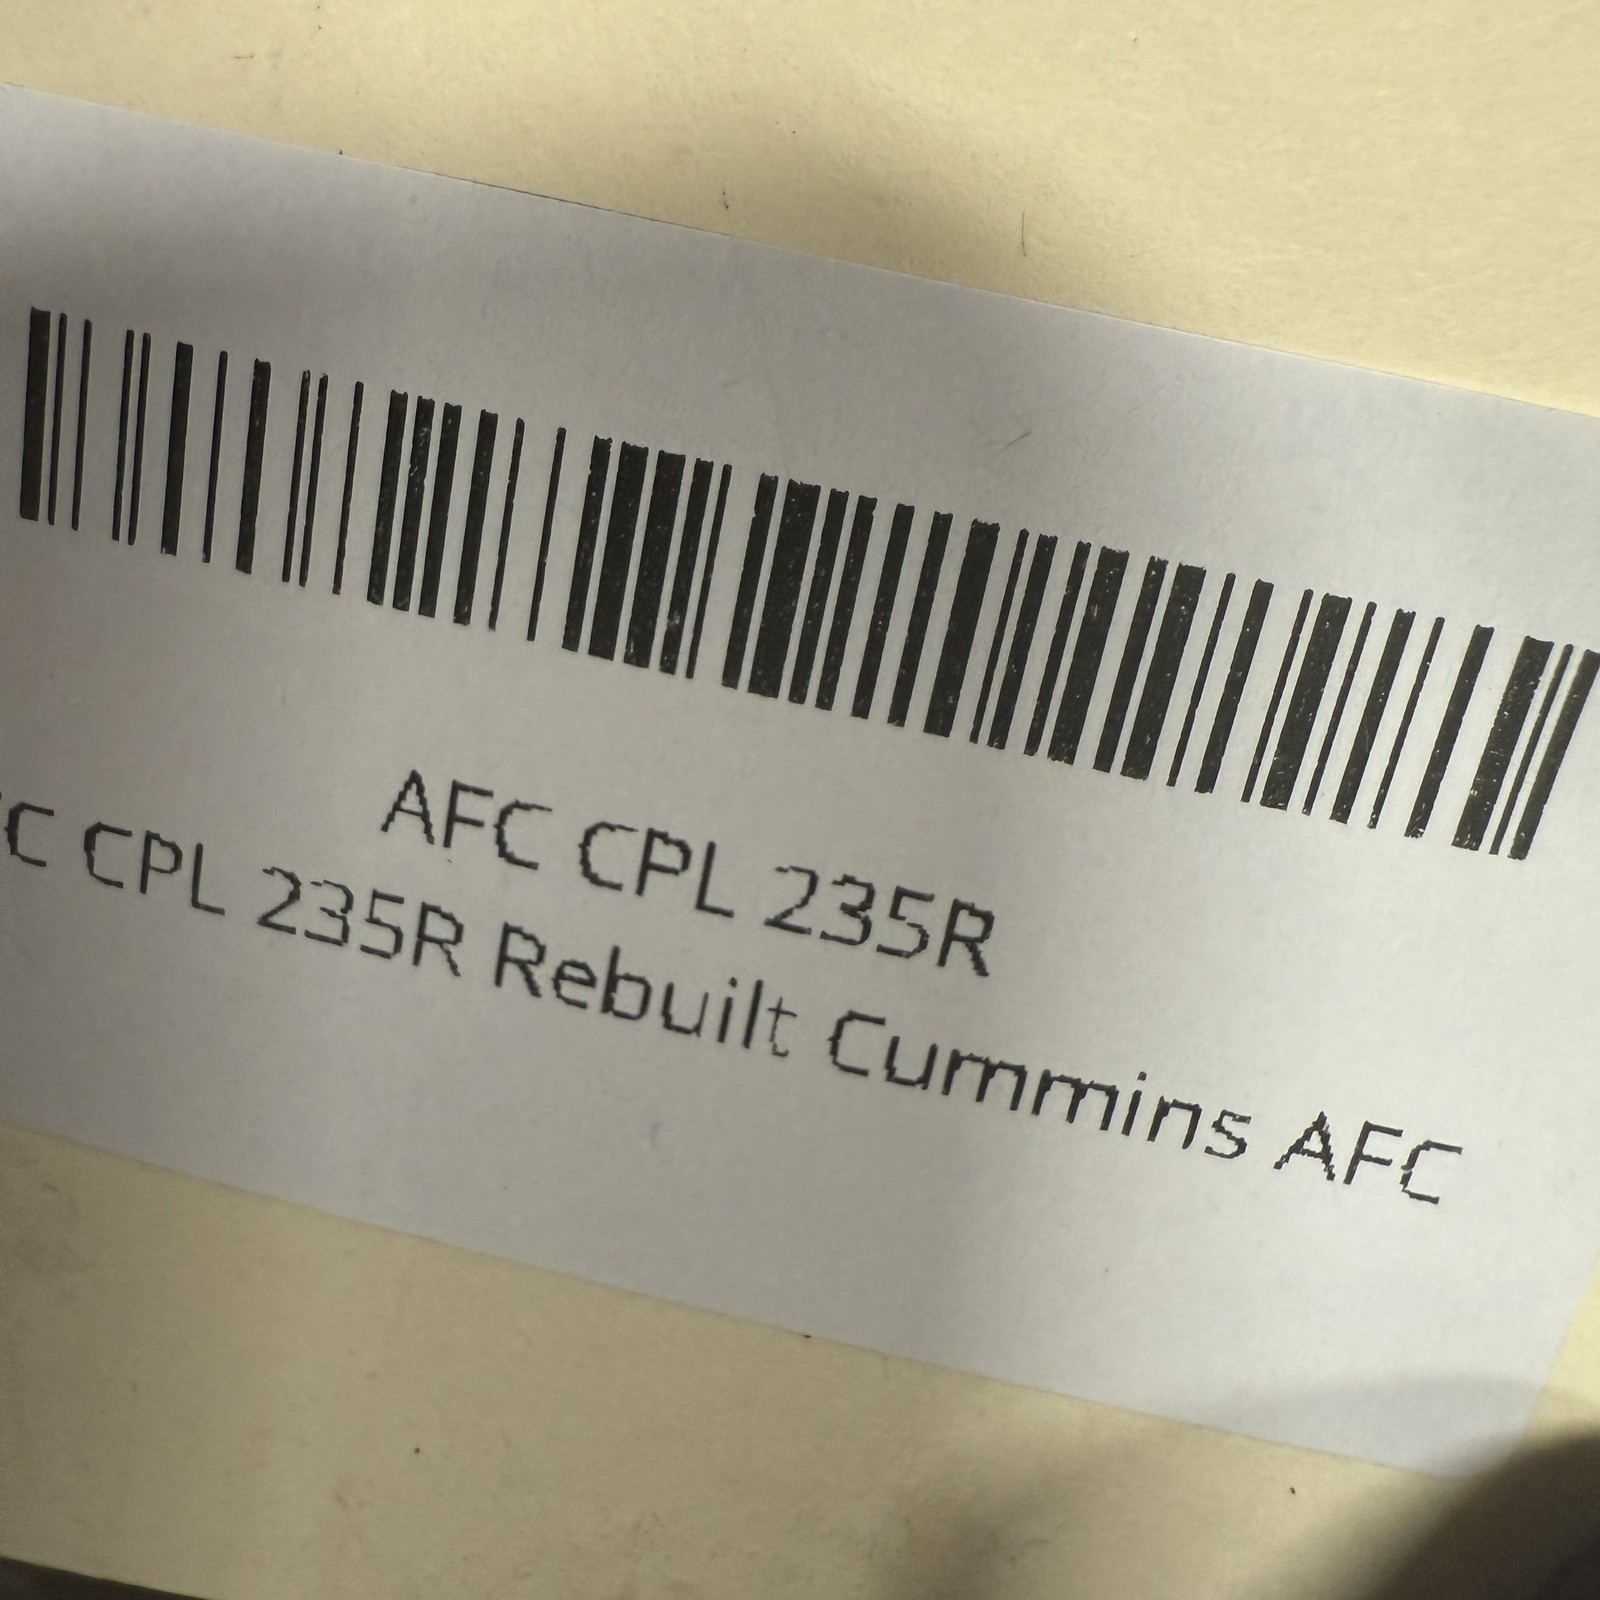 AFC CPL 235R
C CPL 235R Rebuilt Cummins AFC